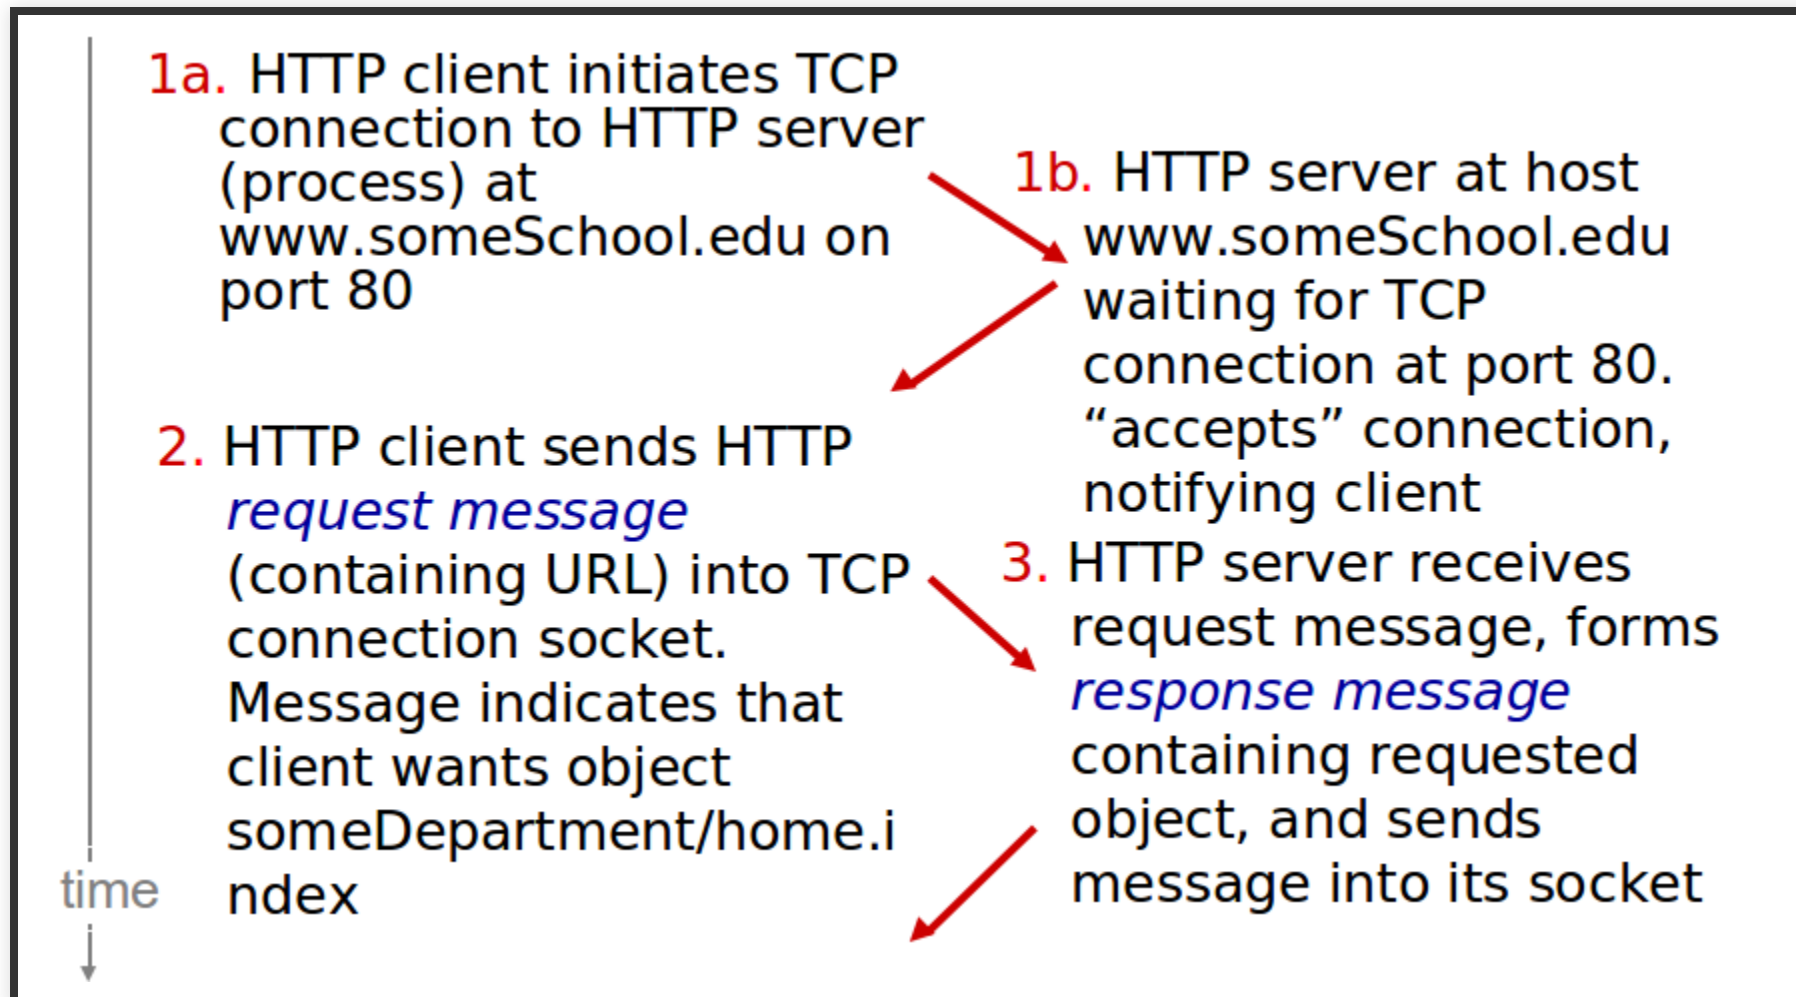 1a. HTTP client initiates TCP
connection to HTTP server
(process) at
www.someSchool.edu on
port 80
1b. HTTP server at host
www.someSchool.edu
waiting for TCP
connection at port 80.
“accepts” connection,
notifying client
2. HTTP client sends HTTP
request message
(containing URL) into TCP
connection socket.
Message indicates that
client wants object
someDepartment/home.i
ndex
3. HTTP server receives
request message, forms
response message
containing requested
object, and sends
message into its socket
time